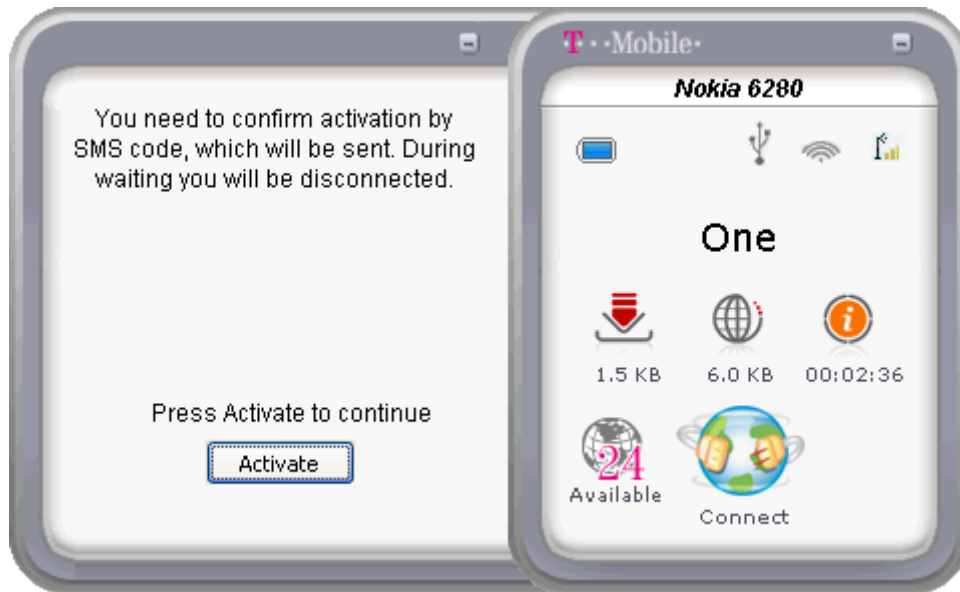 You need to confirm activation by
SMS code, which will be sent. During
waiting you will be disconnected.
Press Activate to continue
Activate
T··Mobile·
Nokia 6280
One
1.5 KB 6.0 KB 00:02:36
24
Available
Connect